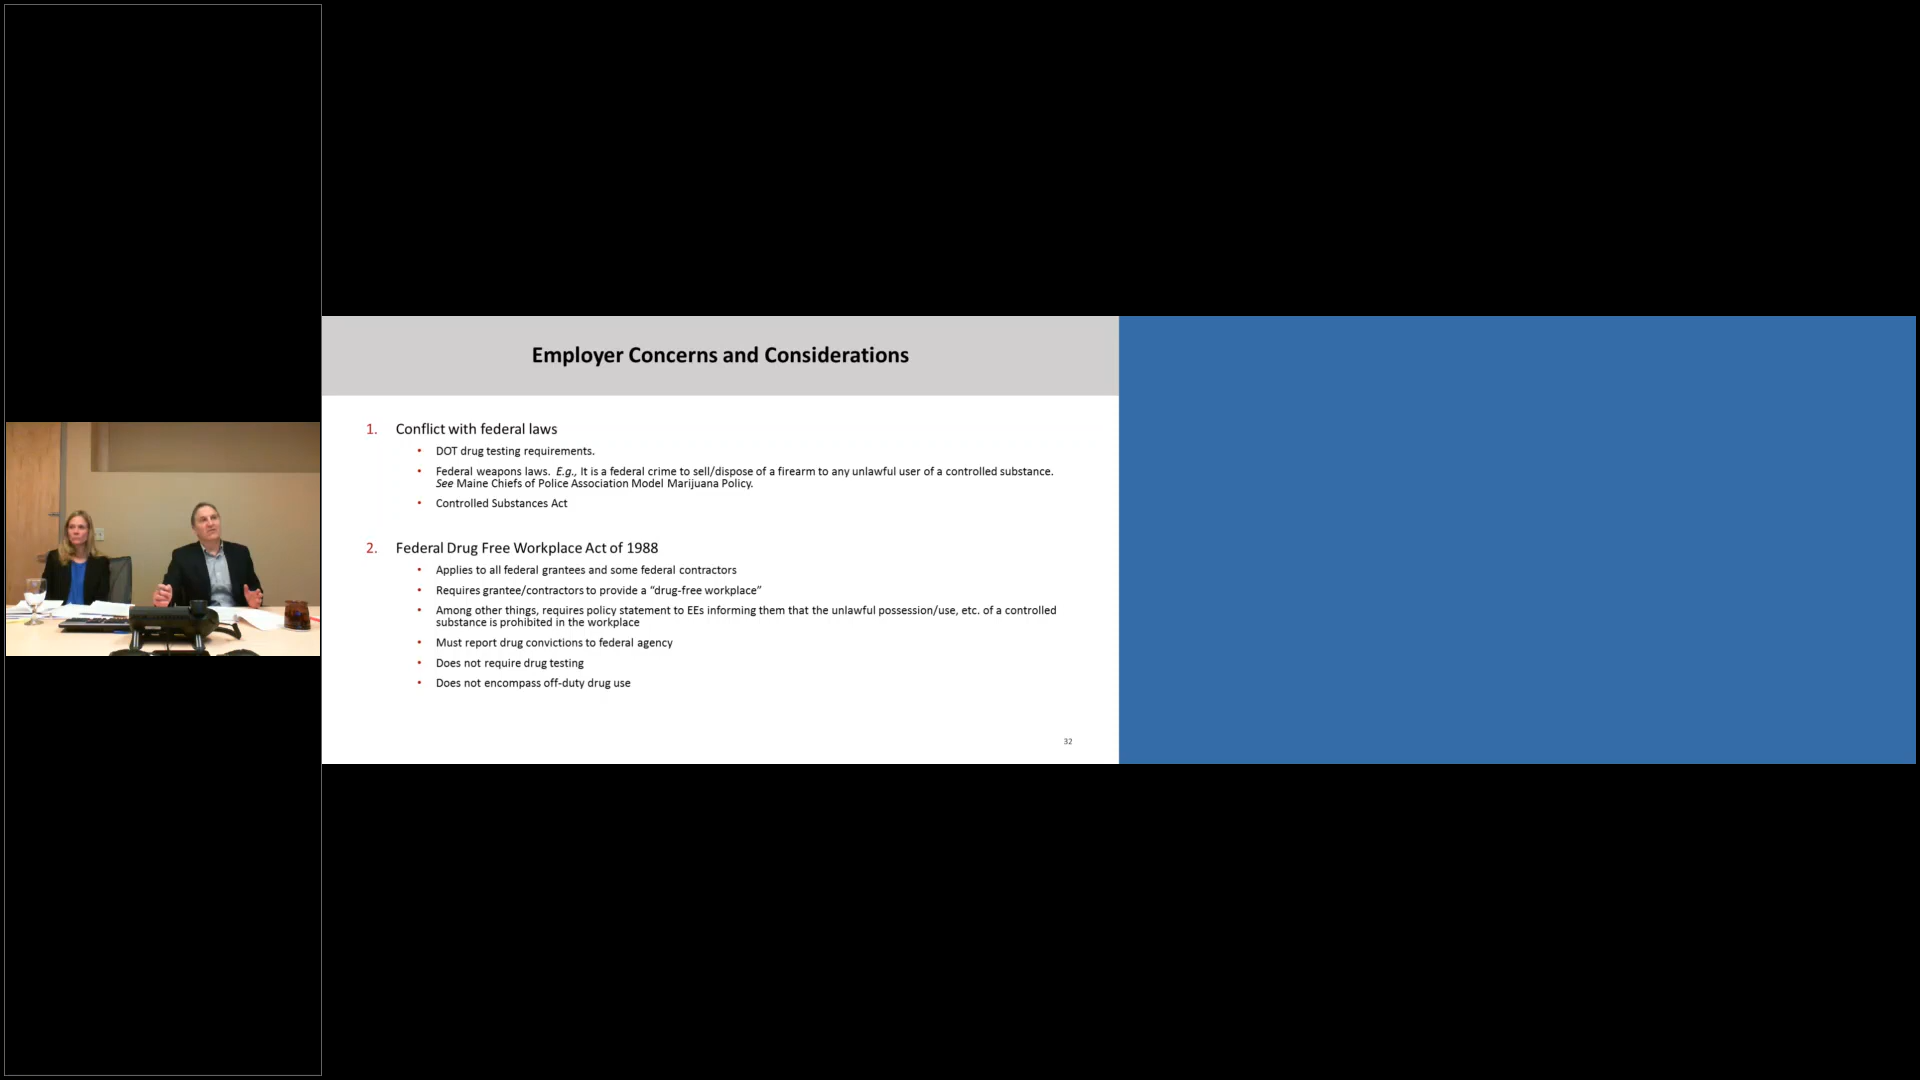 Employer Concerns and Considerations
1. Conflict with federal laws
• DOT drug testing requirements.
• Federal weapons laws. E.g., It is a federal crime to sell/dispose of a firearm to any unlawful user of a controlled substance.
See Maine Chiefs of Police Association Model Marijuana Policy.
• Controlled Substances Act
2. Federal Drug Free Workplace Act of 1988
• Applies to all federal grantees and some federal contractors
• Requires grantee/contractors to provide a “drug-free workplace”
• Among other things, requires policy statement to EEs informing them that the unlawful possession/use, etc. of a controlled
substance is prohibited in the workplace
• Must report drug convictions to federal agency
• Does not require drug testing
• Does not encompass off-duty drug use
32